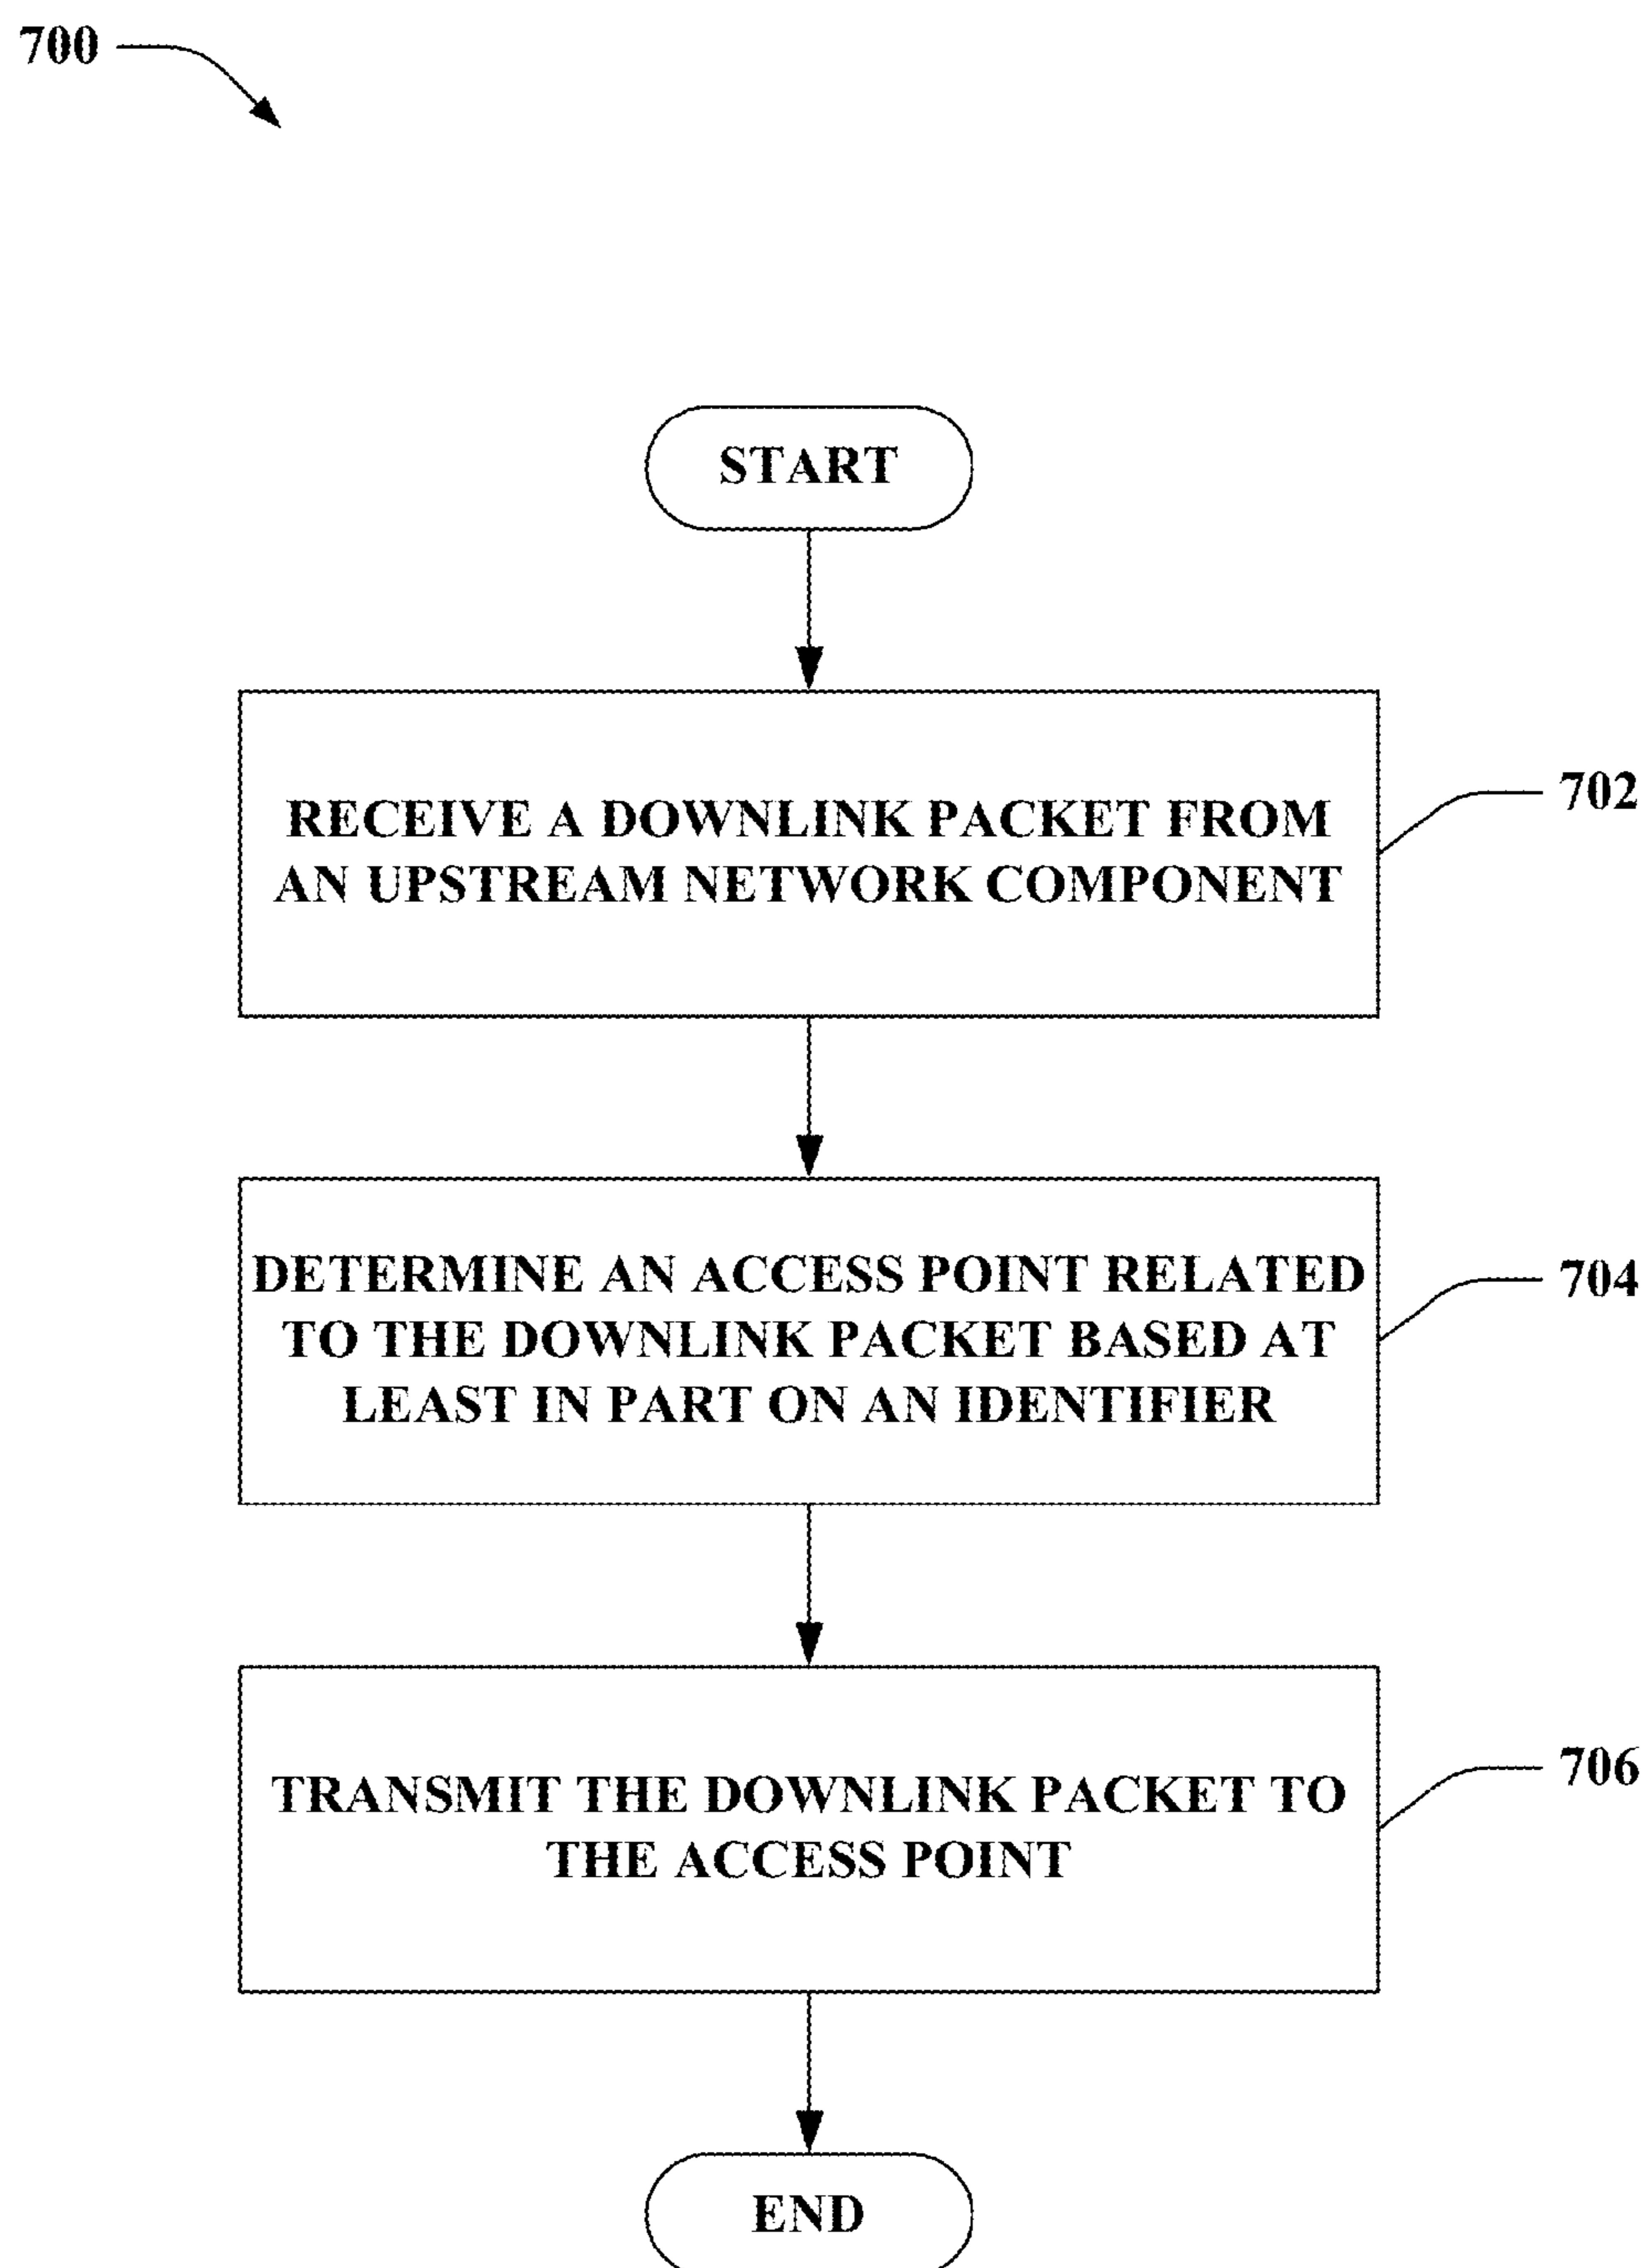 700
START
RECEIVE A DOWNLINK PACKET FROM
AN UPSTREAM NETWORK COMPONENT
702
DETERMINE AN ACCESS POINT RELATED
TO THE DOWNLINK PACKET BASED AT
LEAST IN PART ON AN IDENTIFIER
704
TRANSMIT THE DOWNLINK PACKET TO
THE ACCESS POINT
706
END